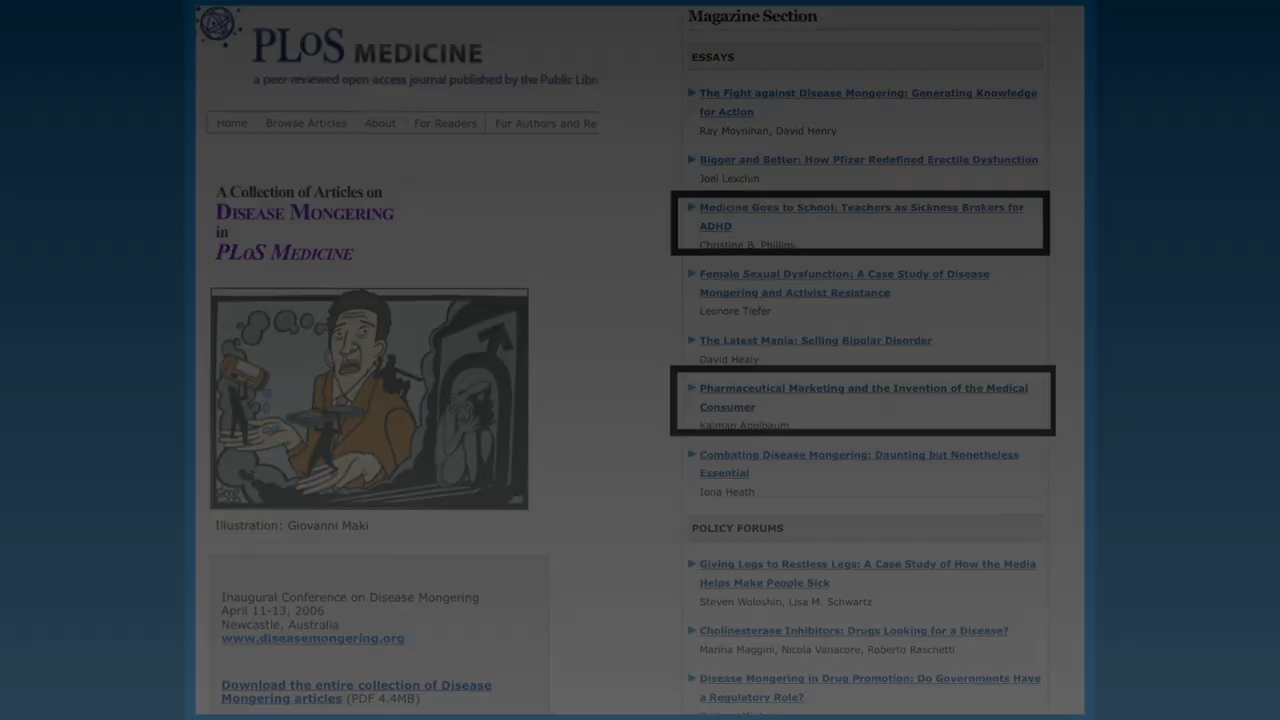 PLoS MEDICINE
a peer-reviewed open-access journal published by the Public Libr
Home Browse Articles About For Readers For Authors and Re
A Collection of Articles on
DISEASE MONGERING
in
PLOS MEDICINE
Illustration: Giovanni Maki
Inaugural Conference on Disease Mongering
April 11-13, 2006
Newcastle, Australia
www.diseasemongering.org
Download the entire collection of Disease
Mongering articles (PDF 4.4MB)
Magazine Section
ESSAYS
The Fight against Disease Mongering: Generating Knowledge
for Action
Ray Moynihan, David Henry
Bigger and Better: How Pfizer Redefined Erectile Dysfunction
Joel Lexchin
Medicine Goes to School: Teachers as Sickness Brokers for
ADHD
Christine B. Phillips
Female Sexual Dysfunction: A Case Study of Disease
Mongering and Activist Resistance
Leonore Tiefer
The Latest Mania: Selling Bipolar Disorder
David Healy
Pharmaceutical Marketing and the Invention of the Medical
Consumer
Kalman Applbaum
Combating Disease Mongering: Daunting but Nonetheless
Essential
Iona Heath
POLICY FORUMS
Giving Legs to Restless Legs: A Case Study of How the Media
Helps Make People Sick
Steven Woloshin, Lisa M. Schwartz
Cholinesterase Inhibitors: Drugs Looking for a Disease?
Marina Maggini, Nicola Vanacore, Roberto Raschetti
Disease Mongering in Drug Promotion: Do Governments Have
a Regulatory Role?